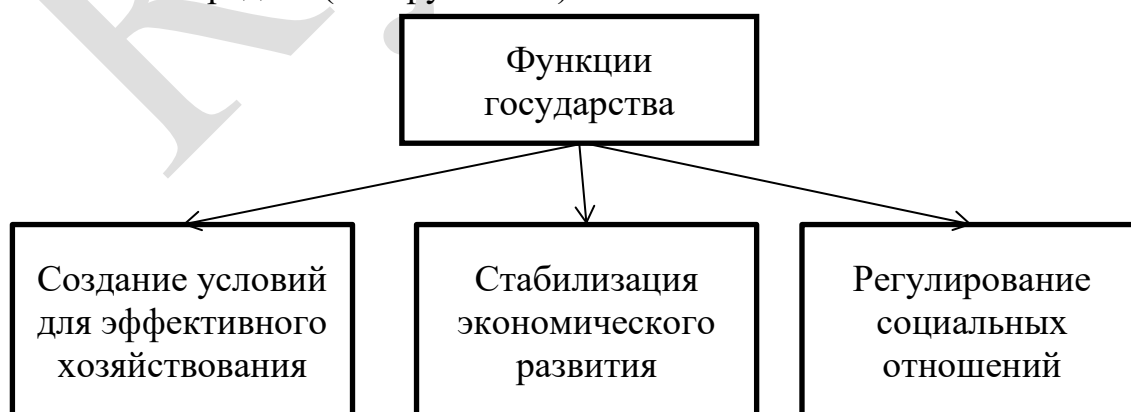 Функции
государства
Создание условий
для эффективного
хозяйствования
Стабилизация
экономического
развития
Регулирование
социальных
отношений